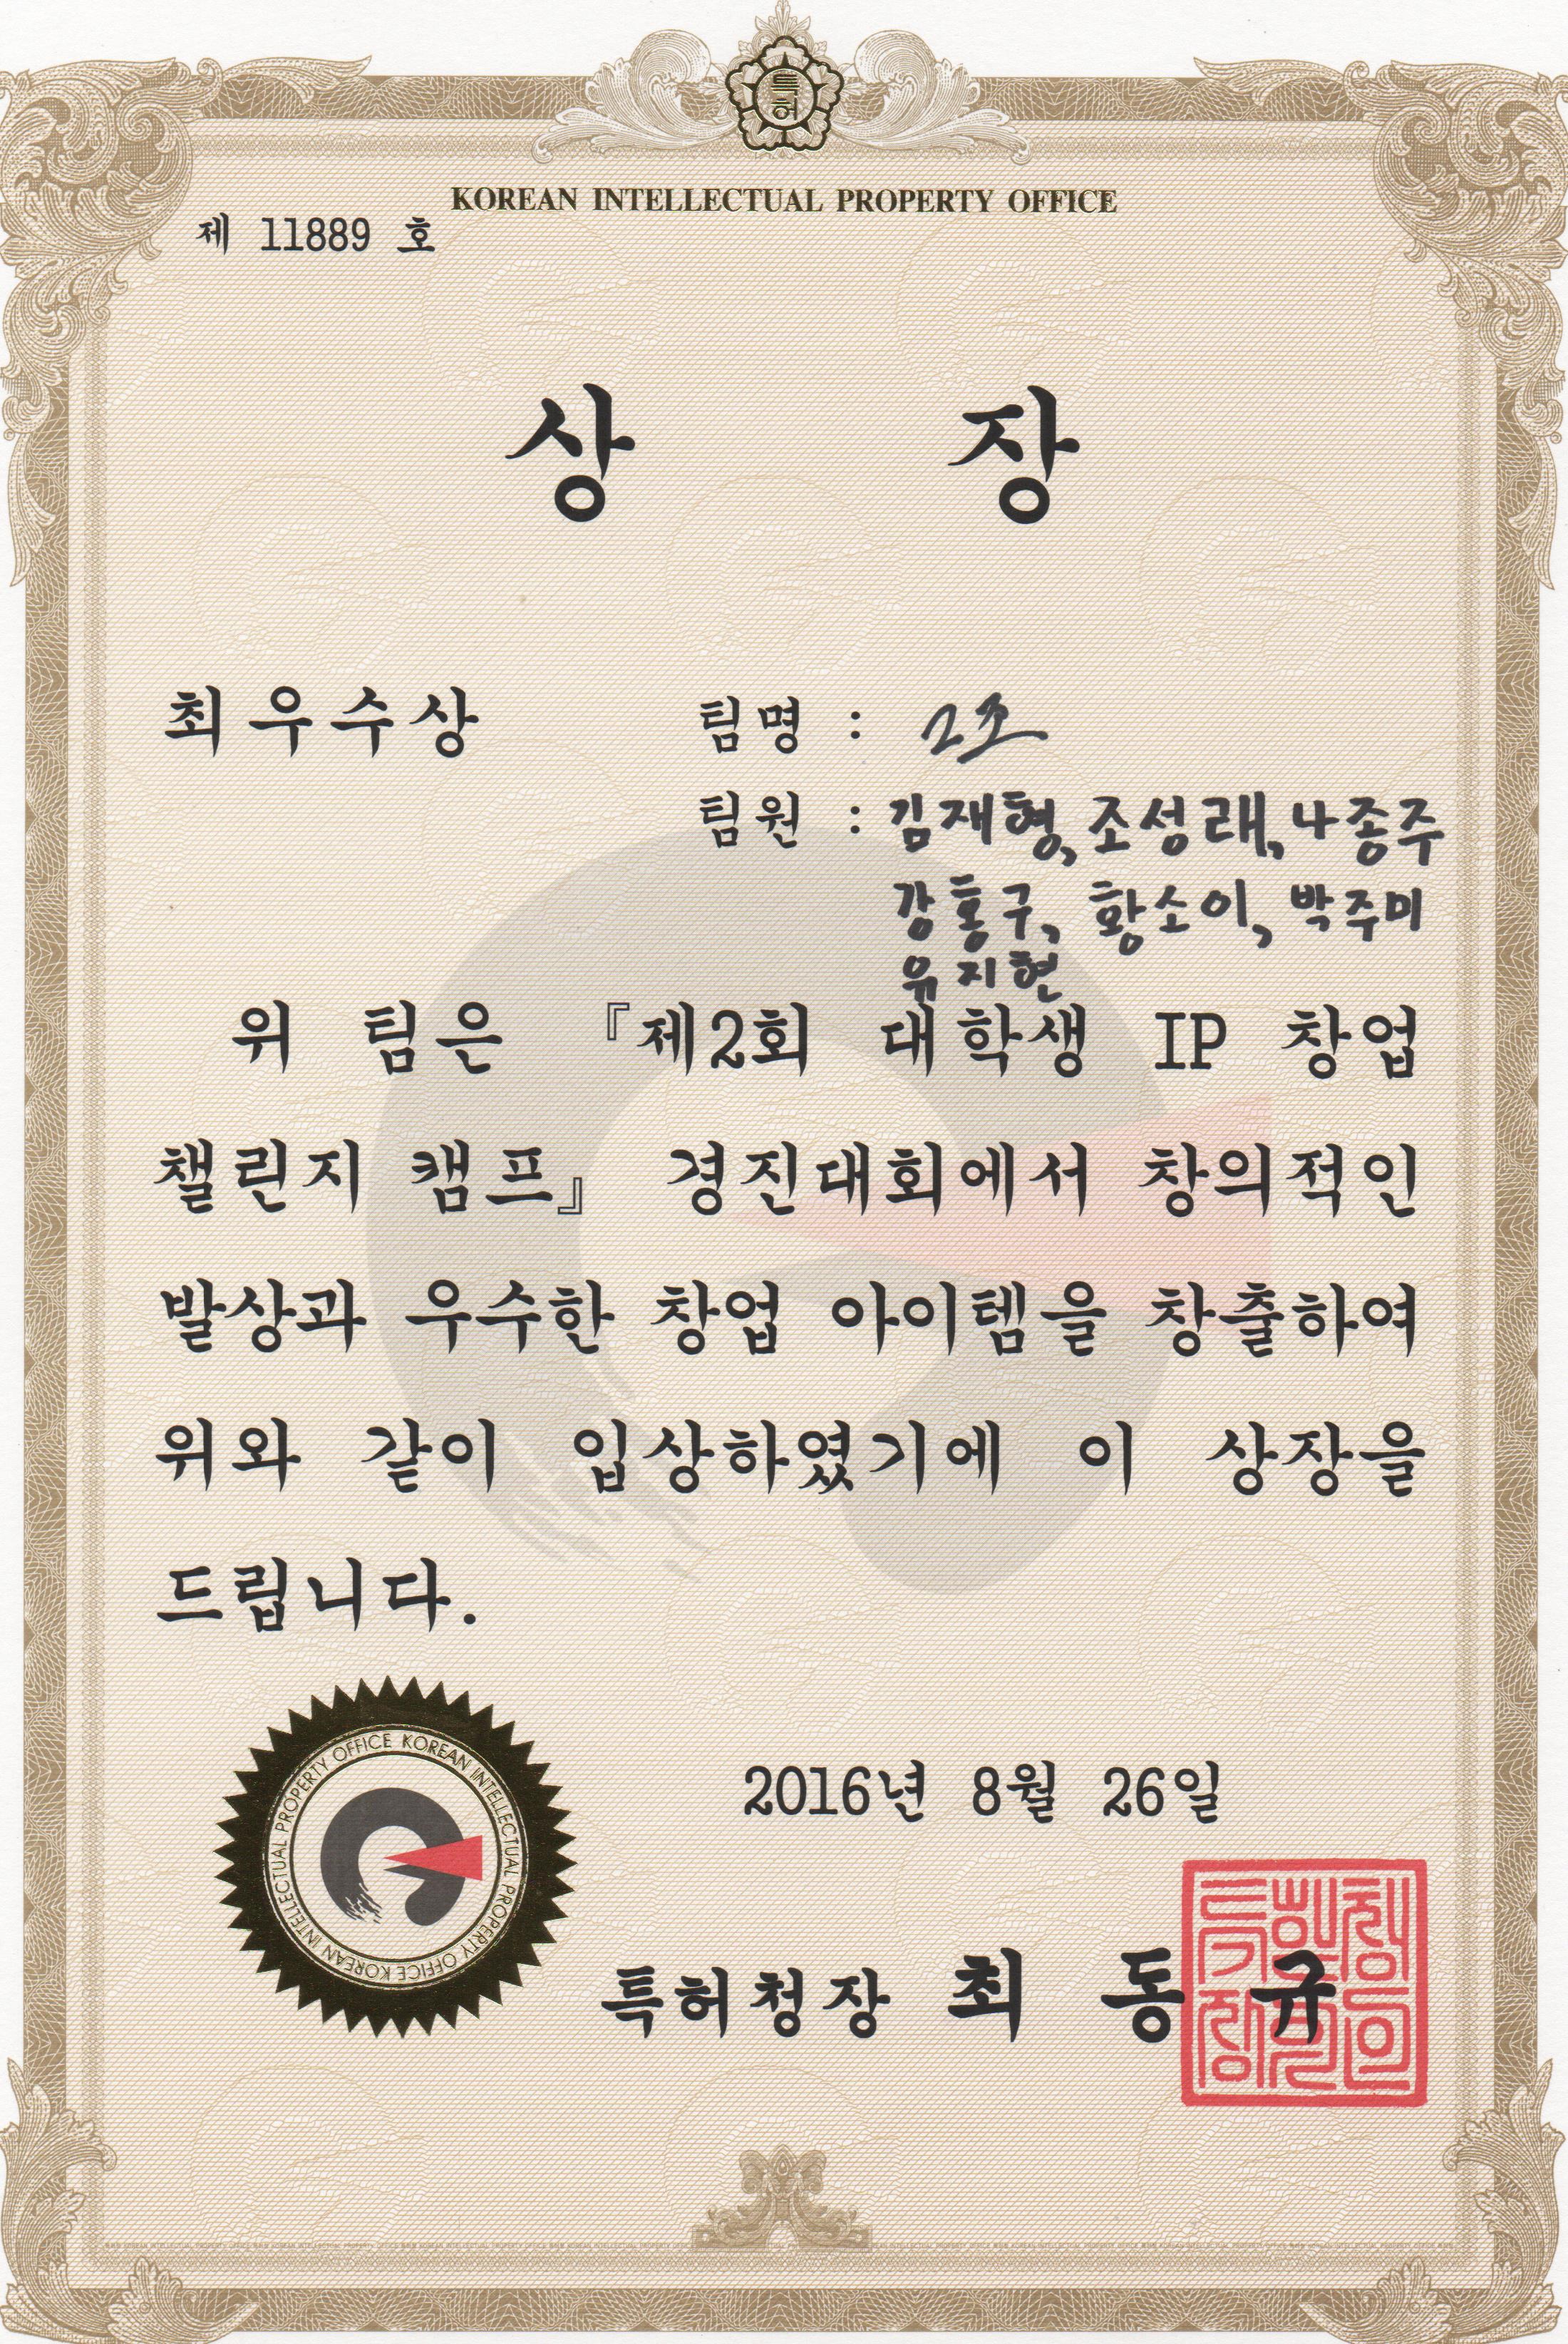 특허
KOREAN INTELLECTUAL PROPERTY OFFICE
제 11889 호
상 장
최우수상
팀명 : 2조
팀원 : 김재형, 조성래, 나종주
강홍구, 황소이, 박주미
유지현
위 팀은 『제2회 대학생 IP 창업
챌린지 캠프』 경진대회에서 창의적인
발상과 우수한 창업 아이템을 창출하여
위와 같이 입상하였기에 이 상장을
드립니다.
2016년 8월 26일
KOREAN INTELLECTUAL PROPERTY OFFICE KOREAN INTELLECTUAL PROPERTY OFFICE
특허청장 최 동 규
특허청장의인